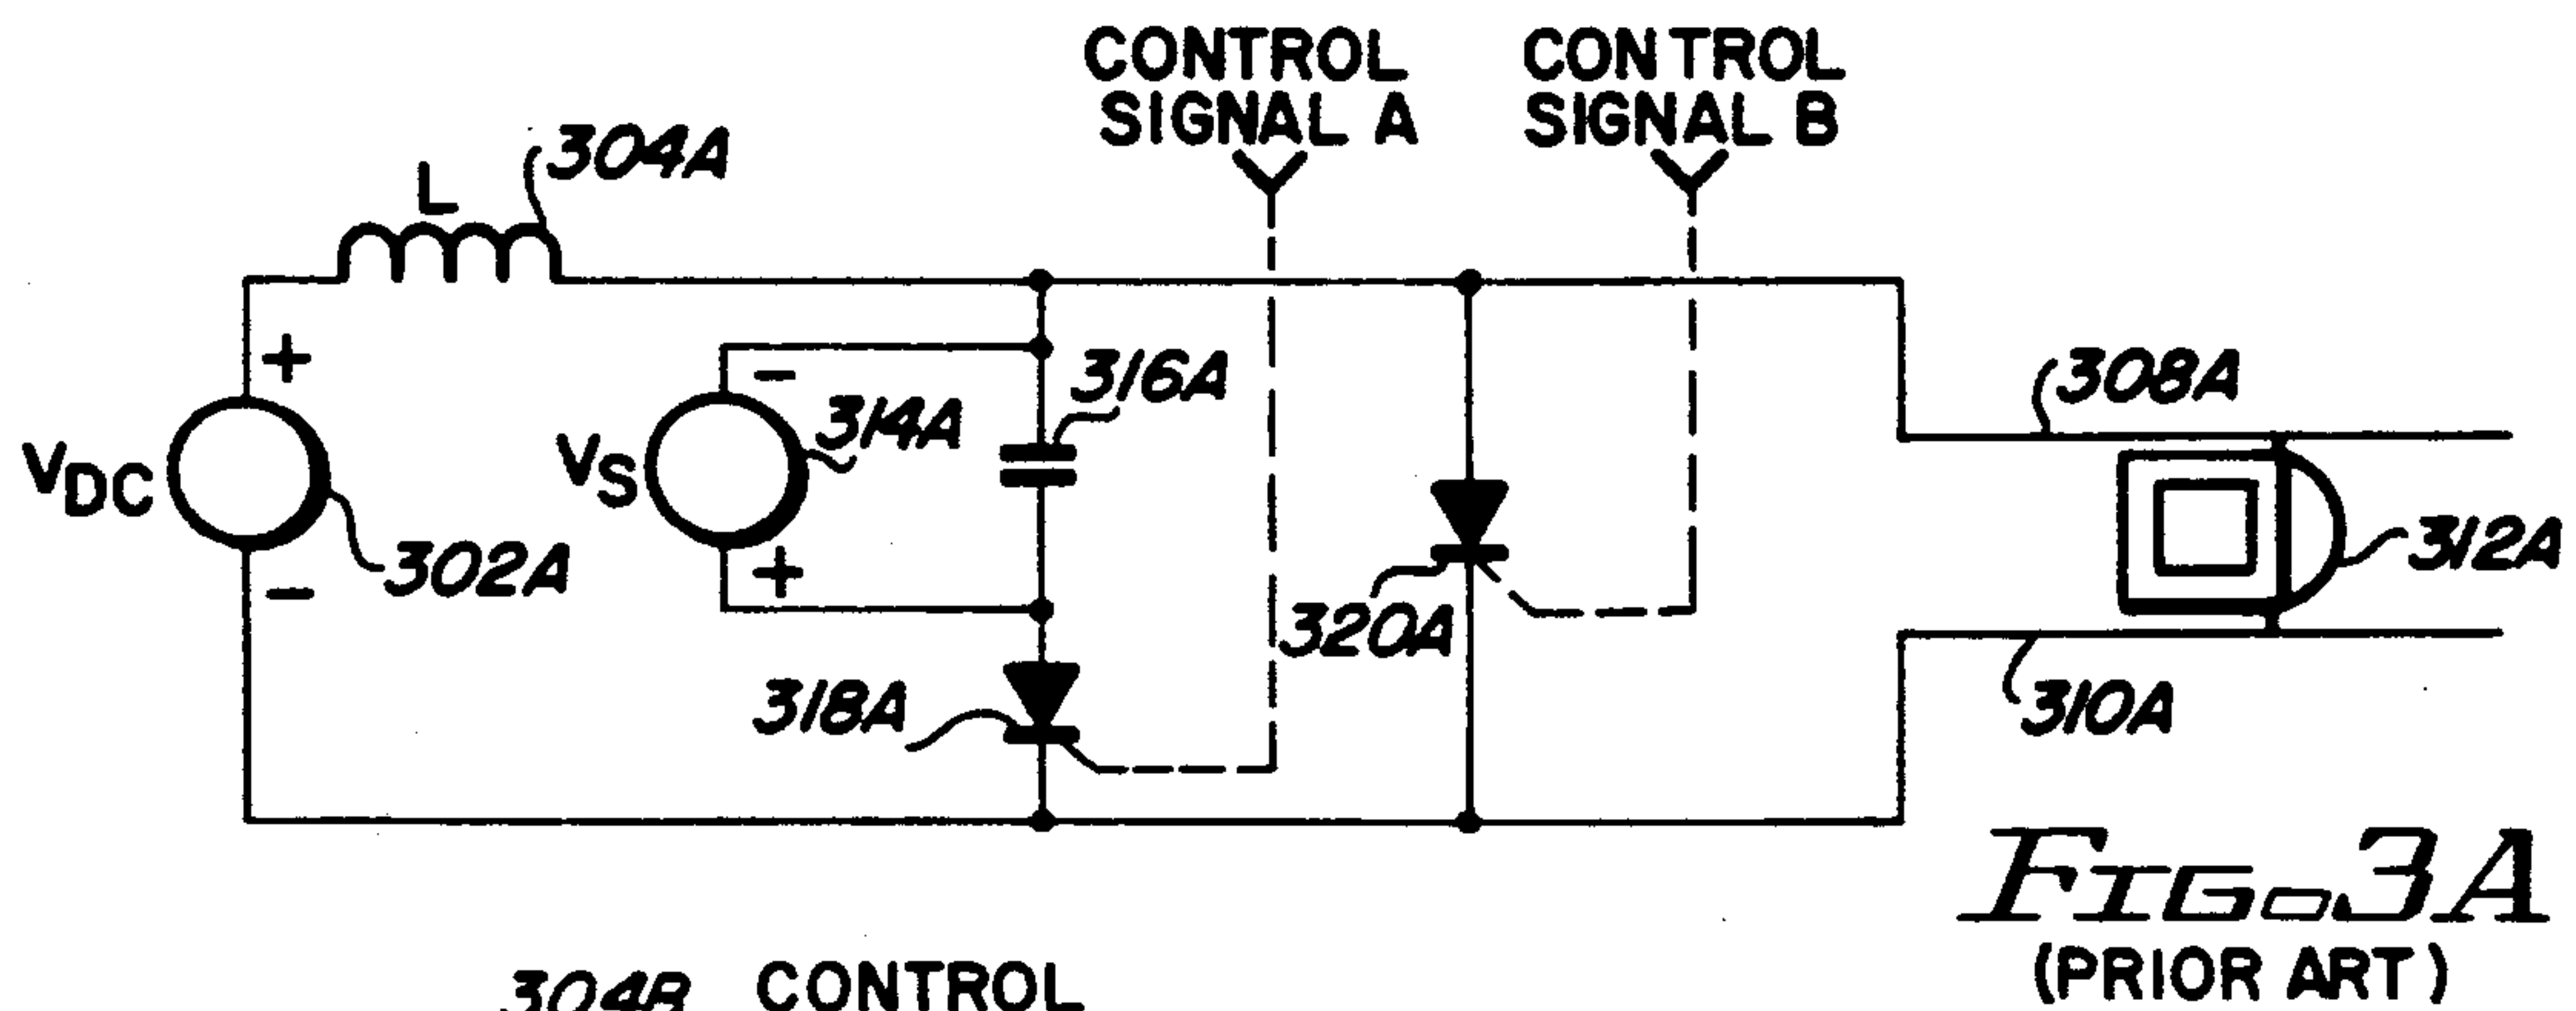 CONTROL
SIGNAL A
CONTROL
SIGNAL B
304A
L
+
308A
-
316A
314A
VDC
VS
312A
302A
-
+
320A
318A
310A
FIG. 3A
(PRIOR ART)
304B
CONTROL